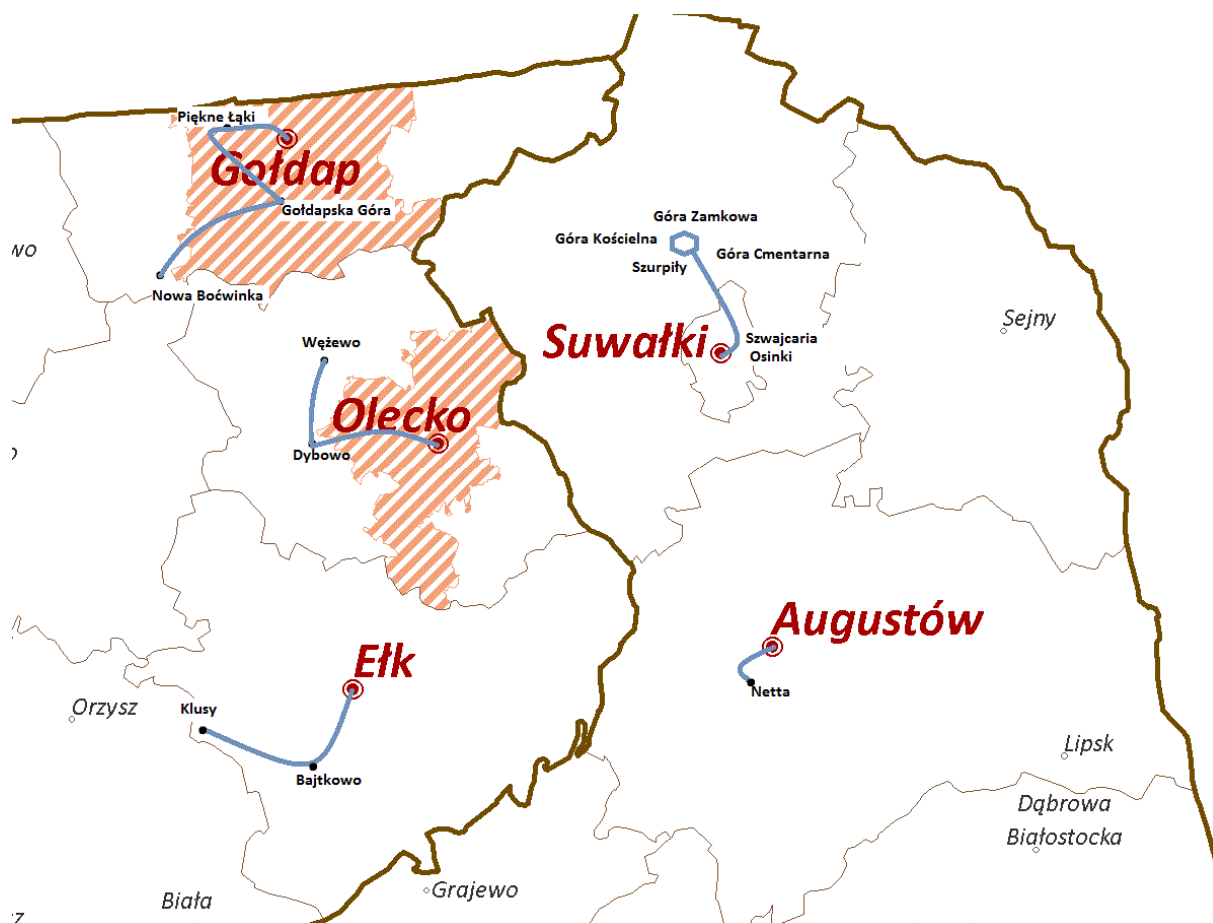 Piękne Łąki
Gołdap
Gołdapska Góra
Góra Zamkowa
Góra Kościelna
wo
Góra Cmentarna
Szurpiły
Nowa Boćwinka
Sejny
Wężewo
Suwałki
Szwajcaria
Osinki
Olecko
Dybowo
Augustów
Ełk
Netta
Orzysz
Klusy
Lipsk
Bajtkowo
Dąbrowa
Białostocka
Grajewo
Biała